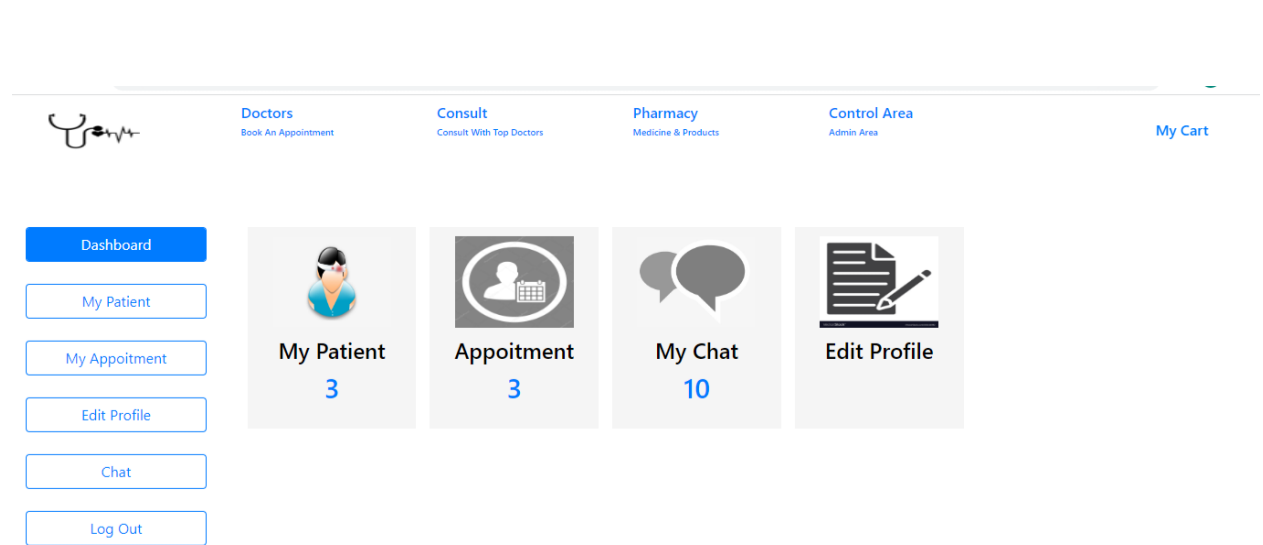 Doctors
Book An Appointment
Consult
Consult With Top Doctors
Pharmacy
Medicine & Products
Control Area
Admin Area
My Cart
Dashboard
My Patient
My Appoitment
Edit Profile
Chat
Log Out
My Patient
3
Appoitment
3
My Chat
10
Edit Profile